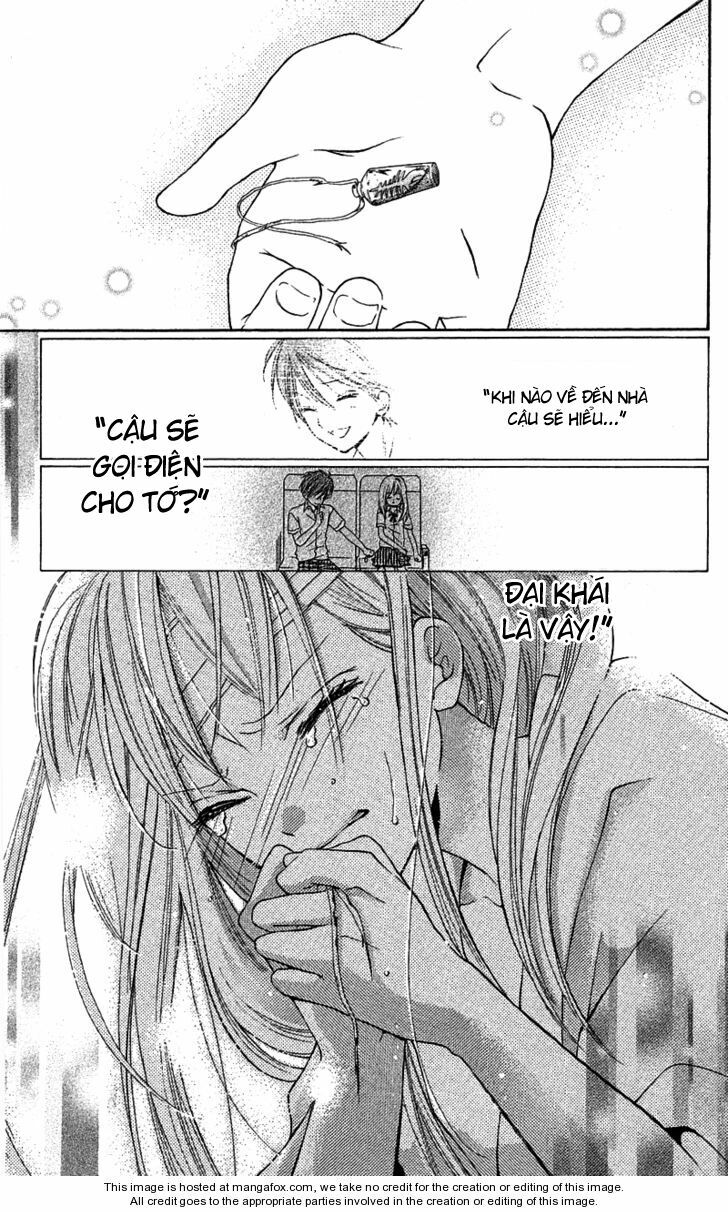 "KHI NÀO VỀ ĐẾN NHÀ
CẬU SẼ HIỂU..."
"CẬU SẼ
GỌI ĐIỆN
CHO TỚ?"
ĐẠI KHÁI
LÀ VẬY!"
This image is hosted at mangafox.com, we take no credit for the creation or editing of this image.
All credit goes to the appropriate parties involved in the creation or editing of this image.